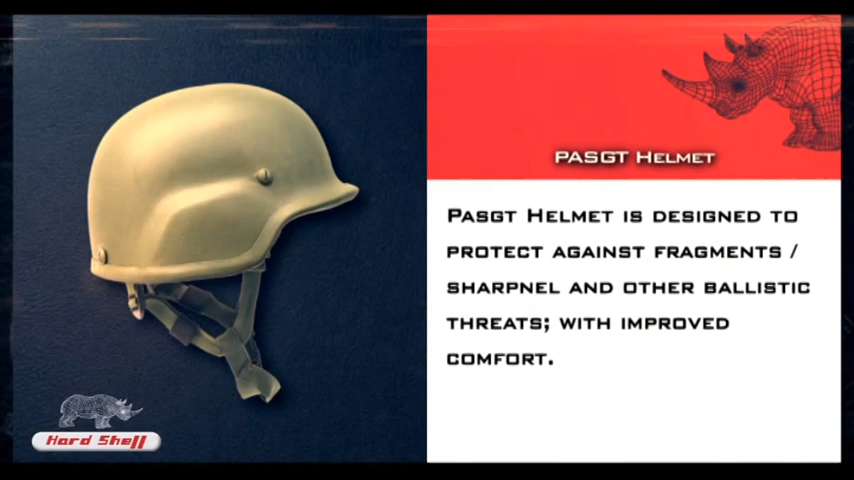 PASGT Helmet
Pasgt Helmet is designed to
protect against fragments /
sharpnel and other ballistic
threats; with improved
comfort.
Hard Shell